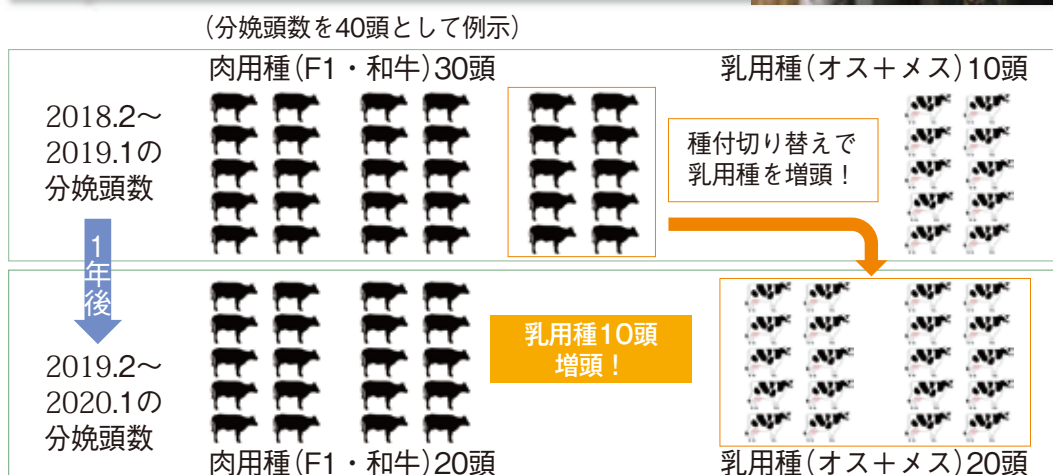 (分娩頭数を40頭として例示)
肉用種(F1・和牛)30頭
乳用種(オス＋メス)10頭
2018.2～
2019.1の
分娩頭数
種付切り替えで
乳用種を増頭！
1年後
2019.2～
2020.1の
分娩頭数
乳用種10頭
増頭！
肉用種(F1・和牛)20頭
乳用種(オス＋メス)20頭